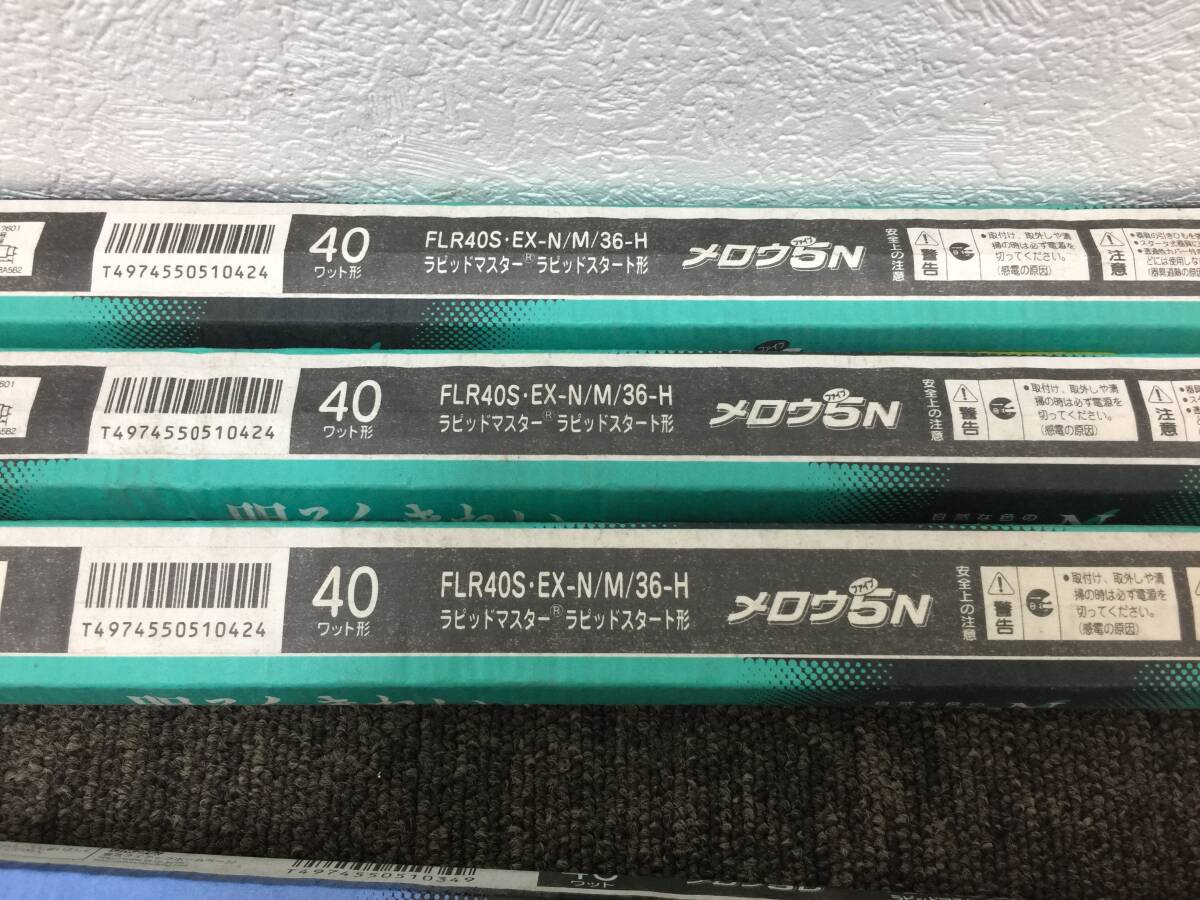 T4974550510424
40
ワット形
FLR40S・EX-N/M/36-H
ラピッドマスター® ラピッドスタート形
メロウ5N
ファイブ
安全上の注意
警告
・取付け、取外しや清
掃の時は必ず電源を
切ってください。
(感電の原因)
注意
T4974550510424
40
ワット形
FLR40S・EX-N/M/36-H
ラピッドマスター® ラピッドスタート形
メロウ5N
ファイブ
安全上の注意
警告
・取付け、取外しや清
掃の時は必ず電源を
切ってください。
(感電の原因)
注意
自然な色の
T4974550510424
40
ワット形
FLR40S・EX-N/M/36-H
ラピッドマスター® ラピッドスタート形
メロウ5N
ファイブ
安全上の注意
警告
・取付け、取外しや清
掃の時は必ず電源を
切ってください。
(感電の原因)
T4974550510349
40
ワット